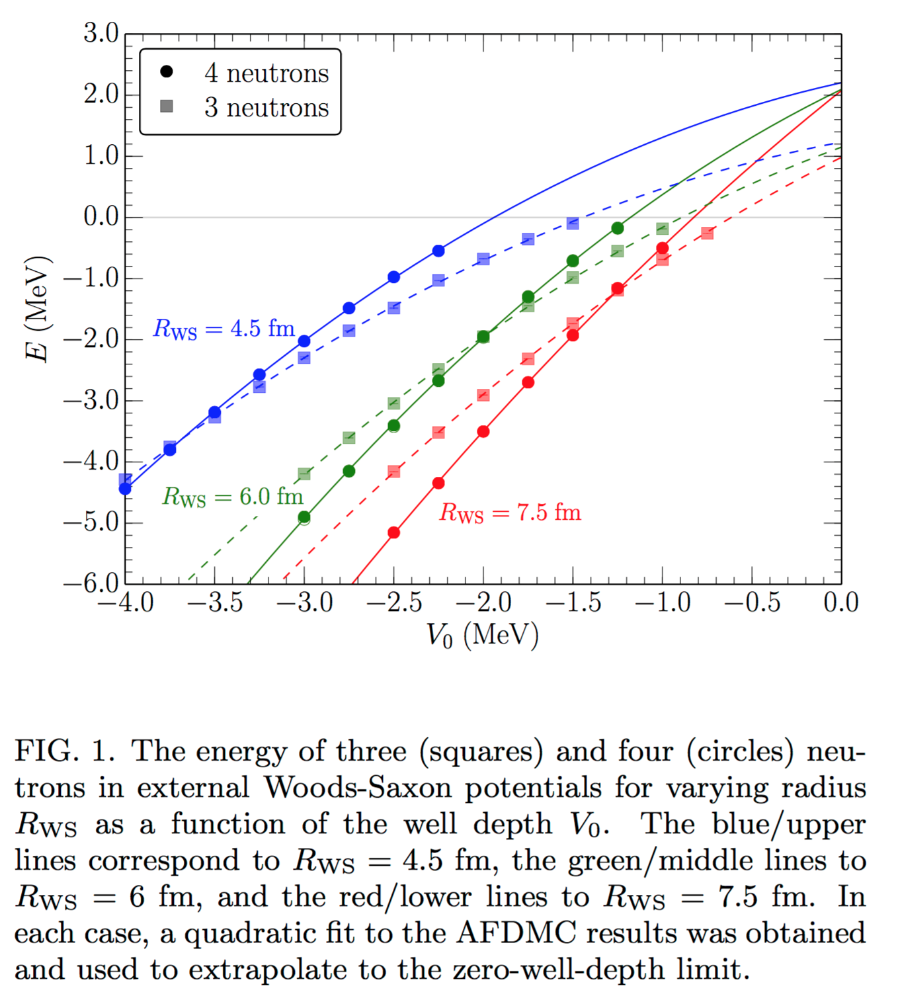 3.0
2.0
1.0
0.0
−1.0
−2.0
−3.0
−4.0
−5.0
−6.0
E (MeV)
4 neutrons
3 neutrons
RWS = 4.5 fm
RWS = 6.0 fm
RWS = 7.5 fm
−4.0 −3.5 −3.0 −2.5 −2.0 −1.5 −1.0 −0.5 0.0
V0 (MeV)
FIG. 1. The energy of three (squares) and four (circles) neu-
trons in external Woods-Saxon potentials for varying radius
RWS as a function of the well depth V0. The blue/upper
lines correspond to RWS = 4.5 fm, the green/middle lines to
RWS = 6 fm, and the red/lower lines to RWS = 7.5 fm. In
each case, a quadratic fit to the AFDMC results was obtained
and used to extrapolate to the zero-well-depth limit.